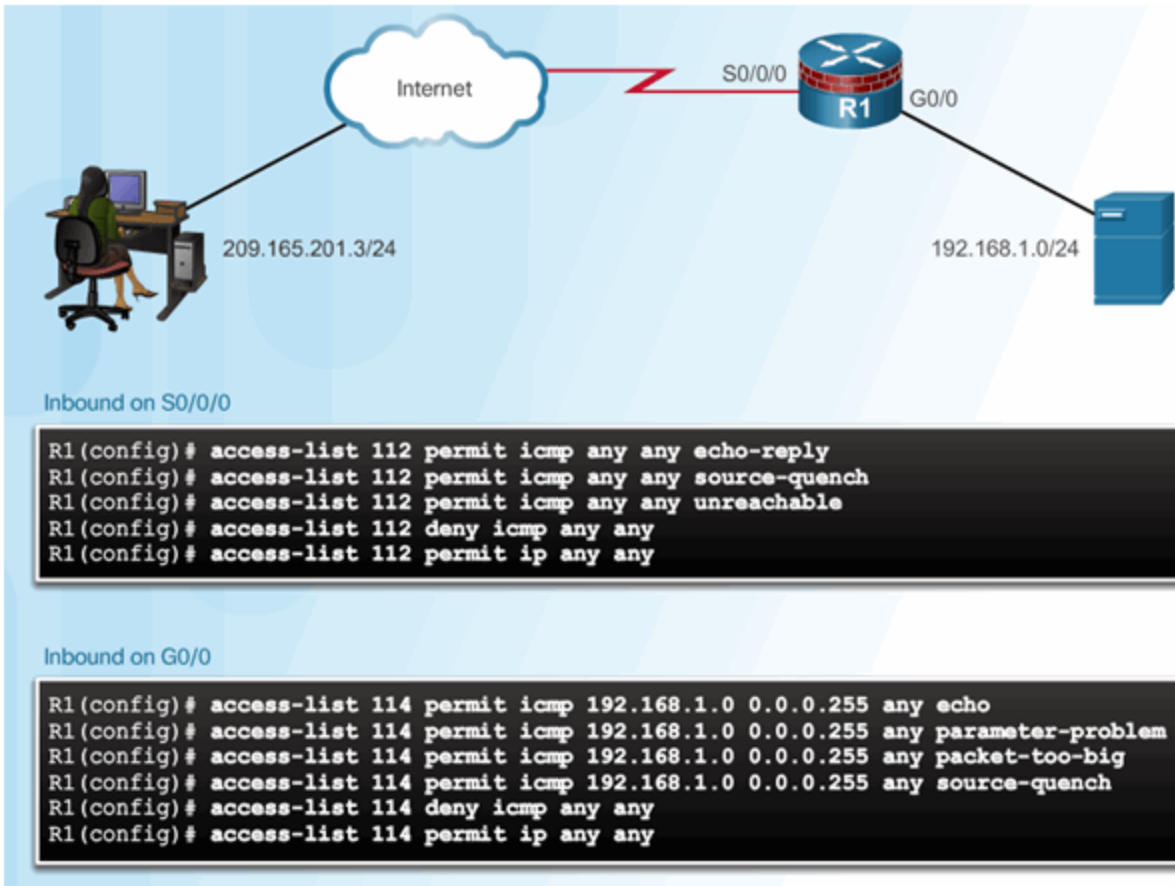 Internet
S0/0/0
R1
G0/0
209.165.201.3/24
192.168.1.0/24
Inbound on S0/0/0
R1(config)# access-list 112 permit icmp any any echo-reply
R1(config)# access-list 112 permit icmp any any source-quench
R1(config)# access-list 112 permit icmp any any unreachable
R1(config)# access-list 112 deny icmp any any
R1(config)# access-list 112 permit ip any any
Inbound on G0/0
R1(config)# access-list 114 permit icmp 192.168.1.0 0.0.0.255 any echo
R1(config)# access-list 114 permit icmp 192.168.1.0 0.0.0.255 any parameter-problem
R1(config)# access-list 114 permit icmp 192.168.1.0 0.0.0.255 any packet-too-big
R1(config)# access-list 114 permit icmp 192.168.1.0 0.0.0.255 any source-quench
R1(config)# access-list 114 deny icmp any any
R1(config)# access-list 114 permit ip any any